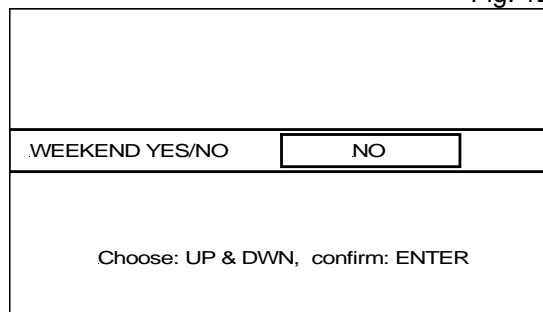 WEEKEND YES/NO NO
Choose: UP & DWN, confirm: ENTER